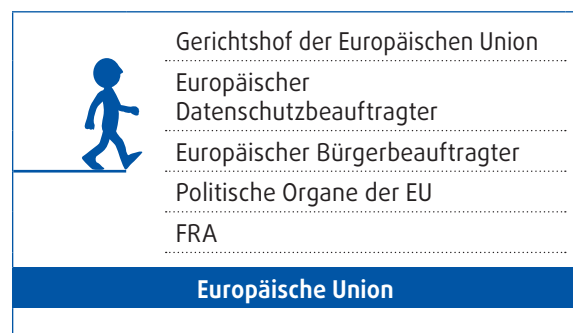 Gerichtshof der Europäischen Union
Europäischer
Datenschutzbeauftragter
Europäischer Bürgerbeauftragter
Politische Organe der EU
FRA
Europäische Union